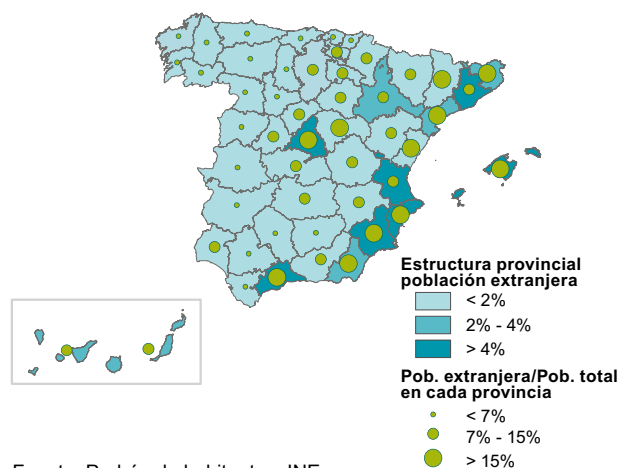 Estructura provincial
población extranjera
< 2%
2% - 4%
> 4%
Pob. extranjera/Pob. total
en cada provincia
< 7%
7% - 15%
> 15%